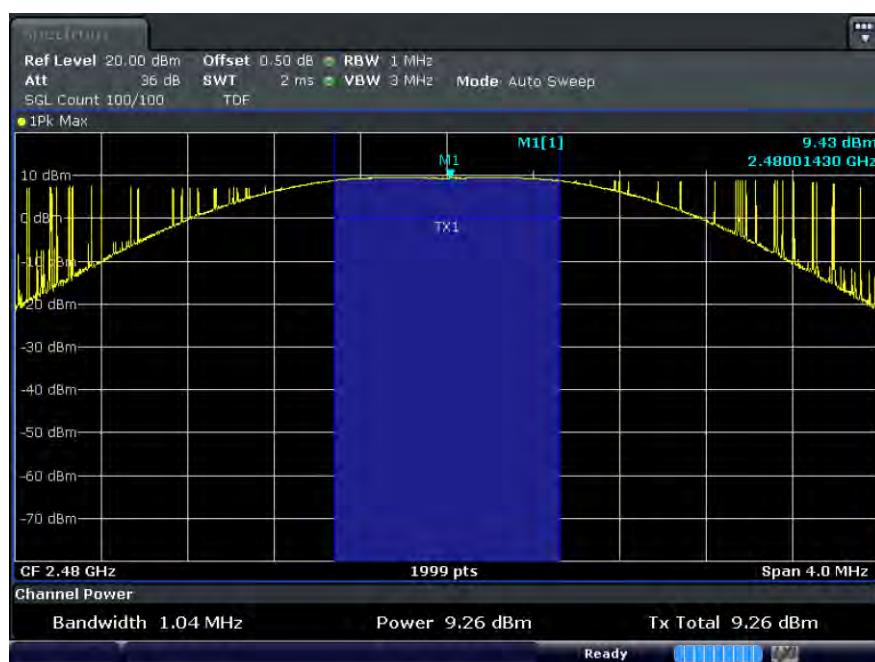 Spectrum
Ref Level 20.00 dBm Offset 0.50 dB RBW 1 MHz
Att 36 dB SWT 2 ms VBW 3 MHz Mode Auto Sweep
SGL Count 100/100 TDF
1Pk Max
M1[1] 9.43 dBm
2.48001430 GHz
M1
10 dBm
0 dBm
TX1
-10 dBm
-20 dBm
-30 dBm
-40 dBm
-50 dBm
-60 dBm
-70 dBm
CF 2.48 GHz 1999 pts Span 4.0 MHz
Channel Power
Bandwidth 1.04 MHz Power 9.26 dBm Tx Total 9.26 dBm
Ready